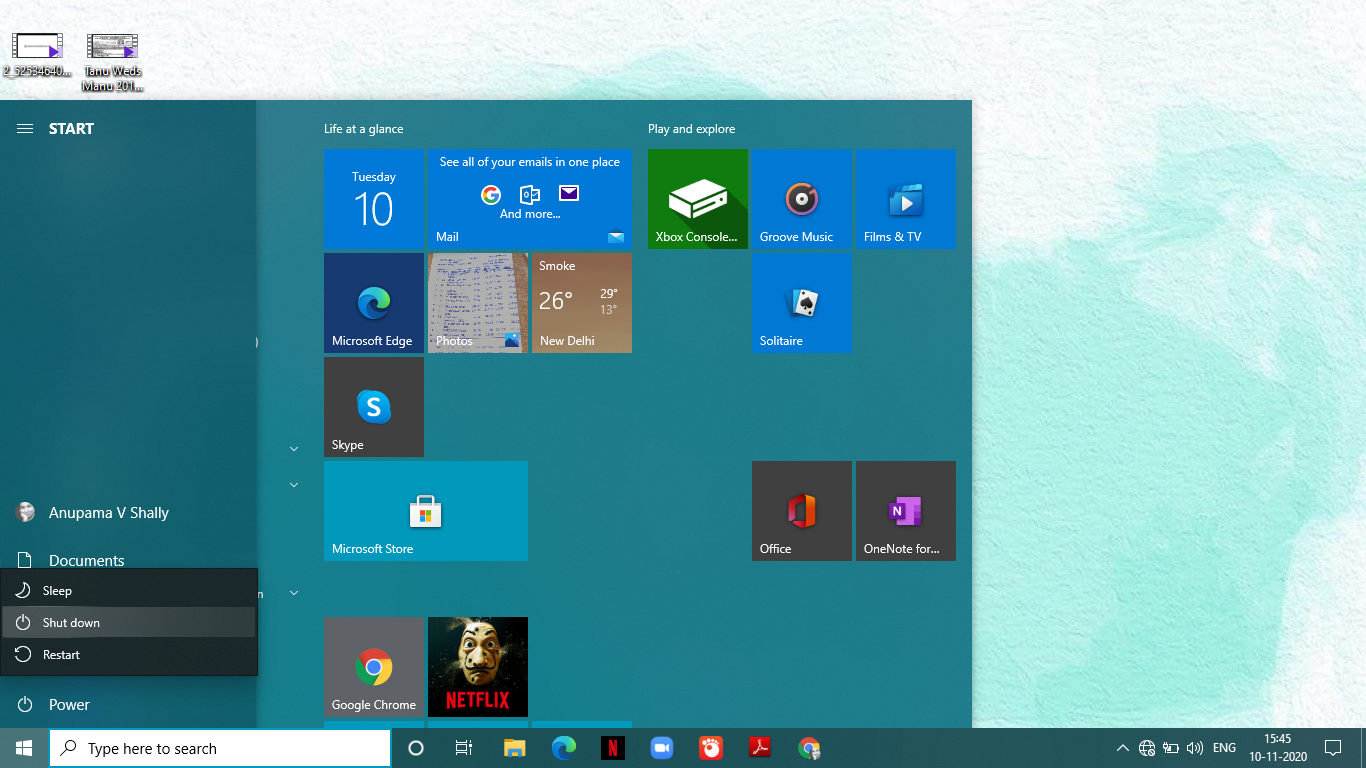 2_52534640...
Tanu Weds
Manu 201...
START
Life at a glance
Play and explore
Tuesday
10
See all of your emails in one place
And more...
Mail
Xbox Console...
Groove Music
Films & TV
Microsoft Edge
Photos
Smoke
26°
29°
13°
New Delhi
Solitaire
Skype
Microsoft Store
Office
OneNote for...
Anupama V Shally
Documents
Sleep
Shut down
Restart
Power
Google Chrome
NETFLIX
Type here to search
ENG
15:45
10-11-2020